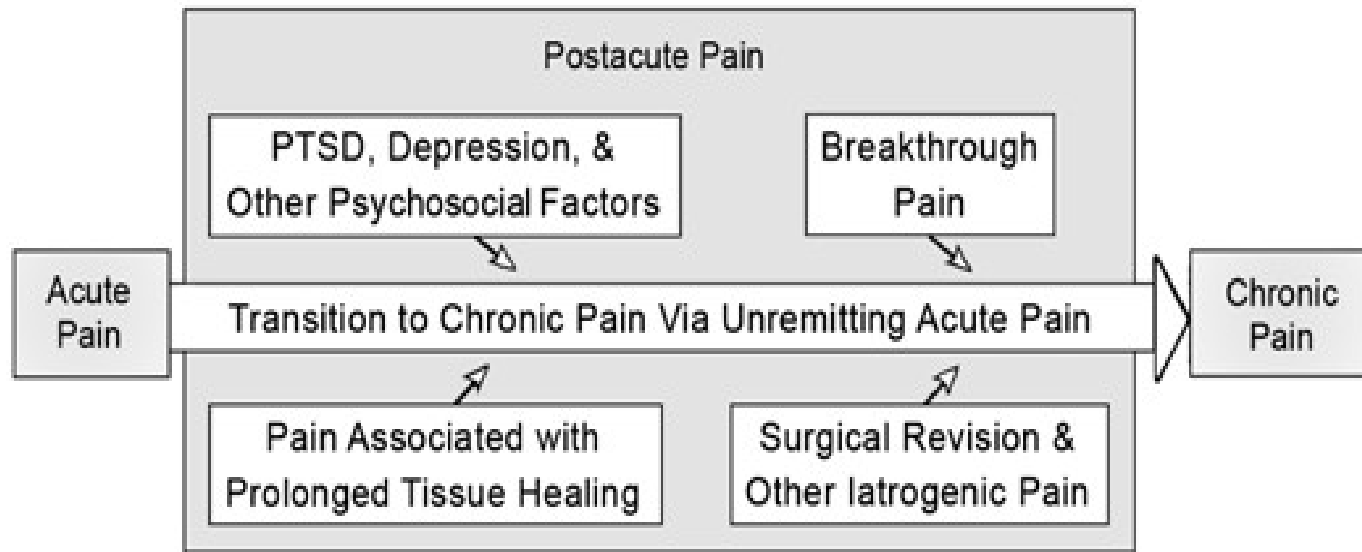 Postacute Pain
PTSD, Depression, &
Other Psychosocial Factors
Breakthrough
Pain
Acute
Pain
Transition to Chronic Pain Via Unremitting Acute Pain
Chronic
Pain
Pain Associated with
Prolonged Tissue Healing
Surgical Revision &
Other Iatrogenic Pain